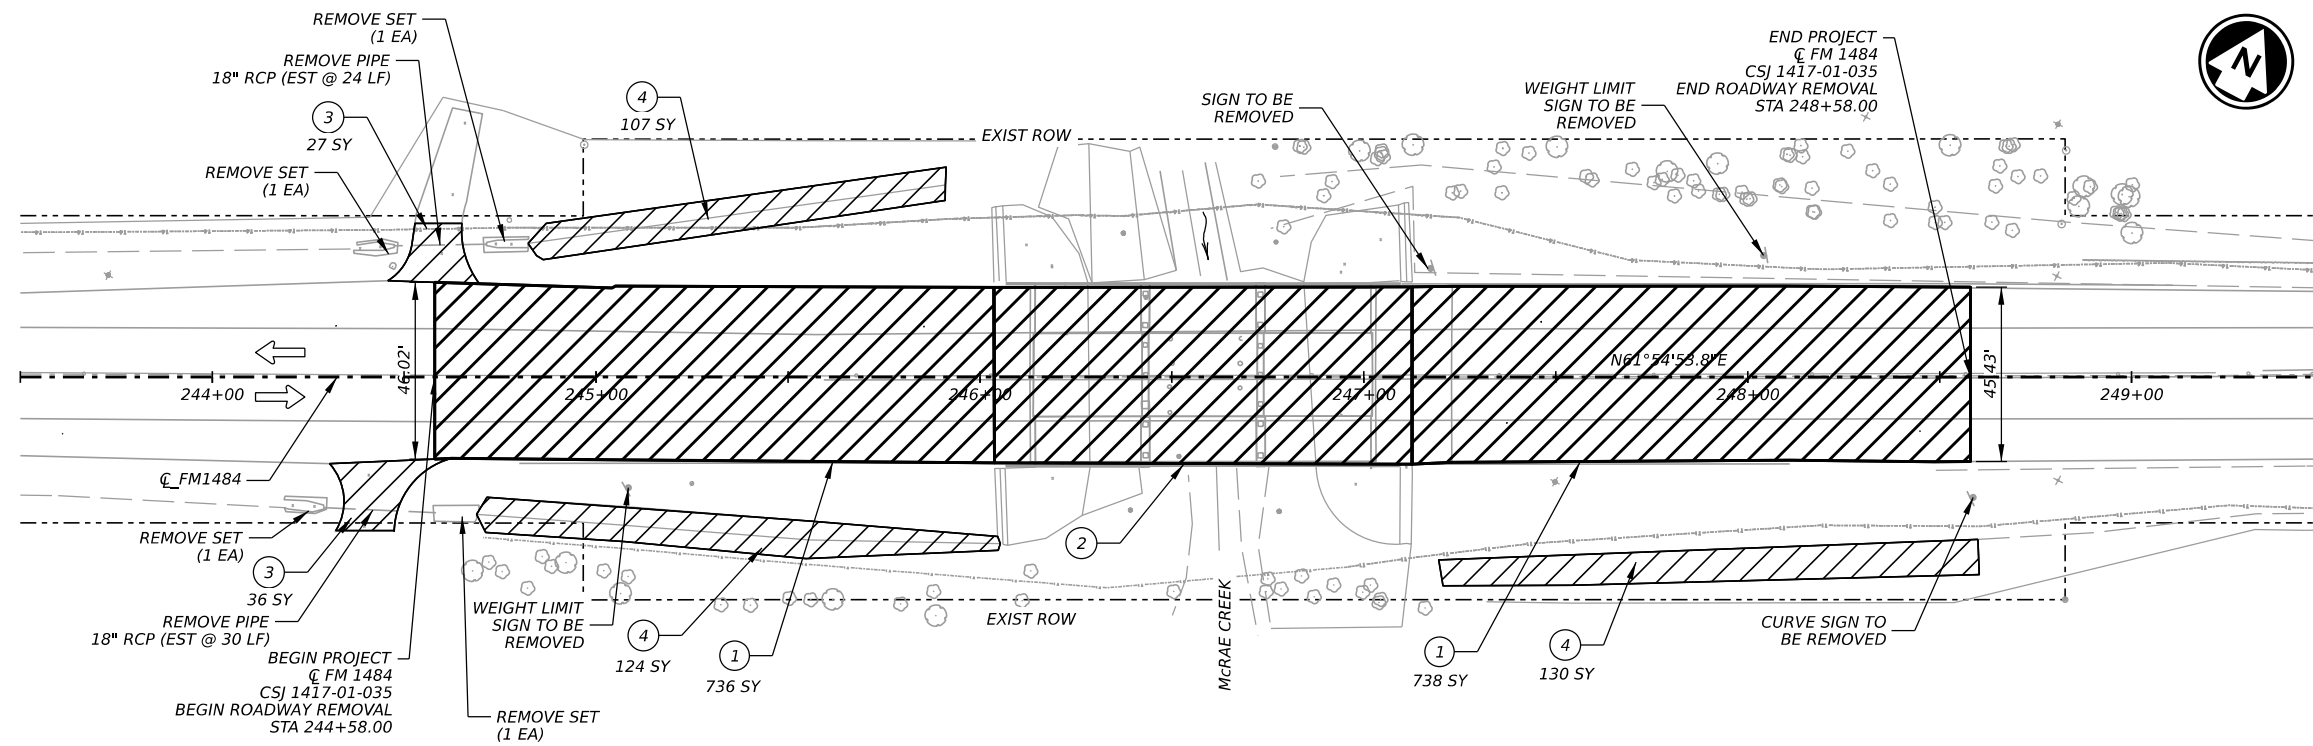 REMOVE SET
(1 EA)
REMOVE PIPE
18" RCP (EST @ 24 LF)
3
27 SY
REMOVE SET
(1 EA)
4
107 SY
EXIST ROW
SIGN TO BE
REMOVED
WEIGHT LIMIT
SIGN TO BE
REMOVED
END PROJECT
℄ FM 1484
CSJ 1417-01-035
END ROADWAY REMOVAL
STA 248+58.00
N
46.02'
N61°54'53.8"E
45.43'
244+00
245+00
246+00
247+00
248+00
249+00
℄ FM1484
REMOVE SET
(1 EA)
3
36 SY
REMOVE PIPE
18" RCP (EST @ 30 LF)
BEGIN PROJECT
℄ FM 1484
CSJ 1417-01-035
BEGIN ROADWAY REMOVAL
STA 244+58.00
REMOVE SET
(1 EA)
WEIGHT LIMIT
SIGN TO BE
REMOVED
4
124 SY
1
736 SY
2
EXIST ROW
McRAE CREEK
1
738 SY
4
130 SY
CURVE SIGN TO
BE REMOVED